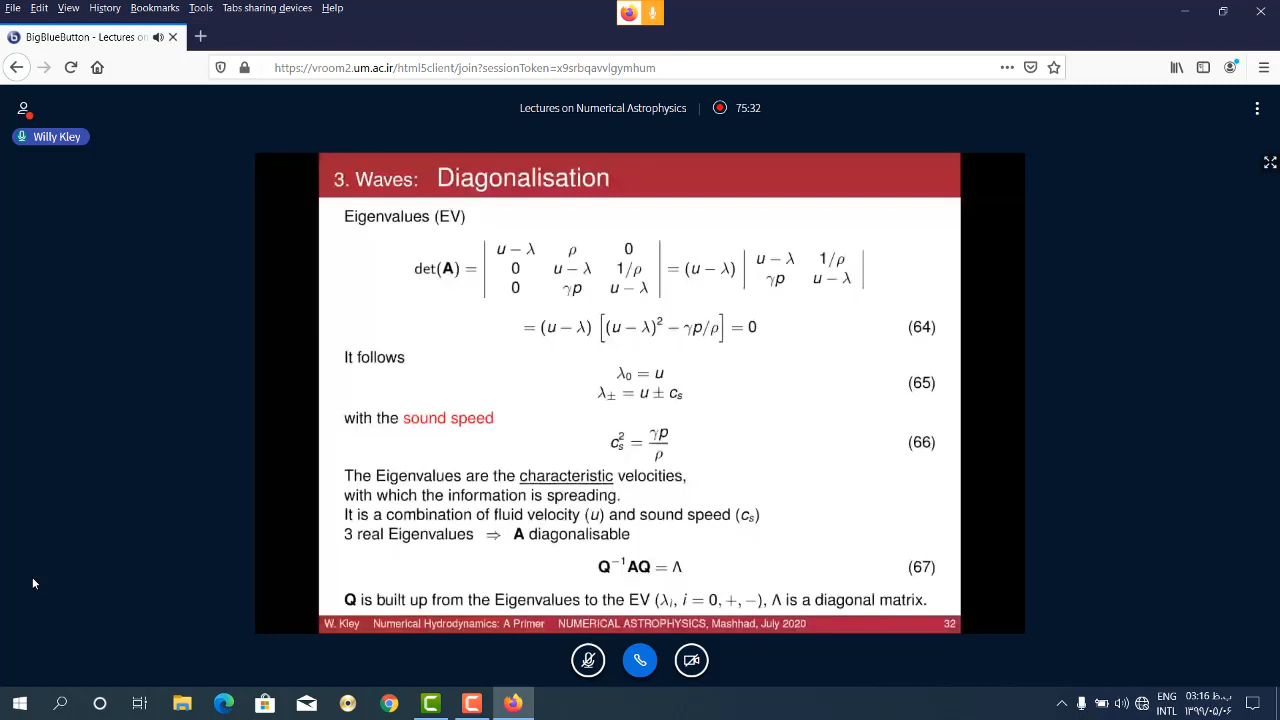 File Edit View History Bookmarks Tools Tabs sharing devices Help
BigBlueButton - Lectures on
https://vroom2.um.ac.ir/html5client/join?sessionToken=x9srbqavvlgymhum
Lectures on Numerical Astrophysics 75:32
Willy Kley
3. Waves: Diagonalisation
Eigenvalues (EV)
det(A) = | u − λ ρ 0 ; 0 u − λ 1/ρ ; 0 γp u − λ | = (u − λ) | u − λ 1/ρ ; γp u − λ |
= (u − λ) [(u − λ)² − γp/ρ] = 0 (64)
It follows
λ₀ = u
λ± = u ± cₛ (65)
with the sound speed
cₛ² = γp/ρ (66)
The Eigenvalues are the characteristic velocities,
with which the information is spreading.
It is a combination of fluid velocity (u) and sound speed (cₛ)
3 real Eigenvalues ⇒ A diagonalisable
Q⁻¹AQ = Λ (67)
Q is built up from the Eigenvalues to the EV (λᵢ, i = 0, +, −), Λ is a diagonal matrix.
W. Kley Numerical Hydrodynamics: A Primer NUMERICAL ASTROPHYSICS, Mashhad, July 2020 32
ENG 03:16 ب.ظ
INTL ۱۳۹۹/۰۵/۰۶